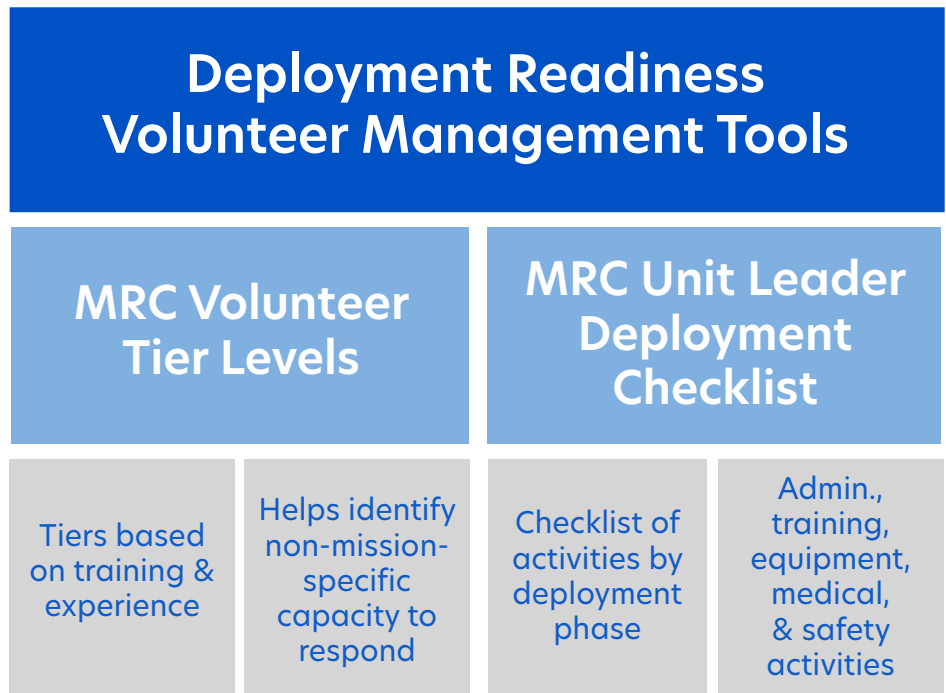 Deployment Readiness
Volunteer Management Tools
MRC Volunteer
Tier Levels
MRC Unit Leader
Deployment
Checklist
Tiers based
on training &
experience
Helps identify
non-mission-
specific
capacity to
respond
Checklist of
activities by
deployment
phase
Admin.,
training,
equipment,
medical,
& safety
activities